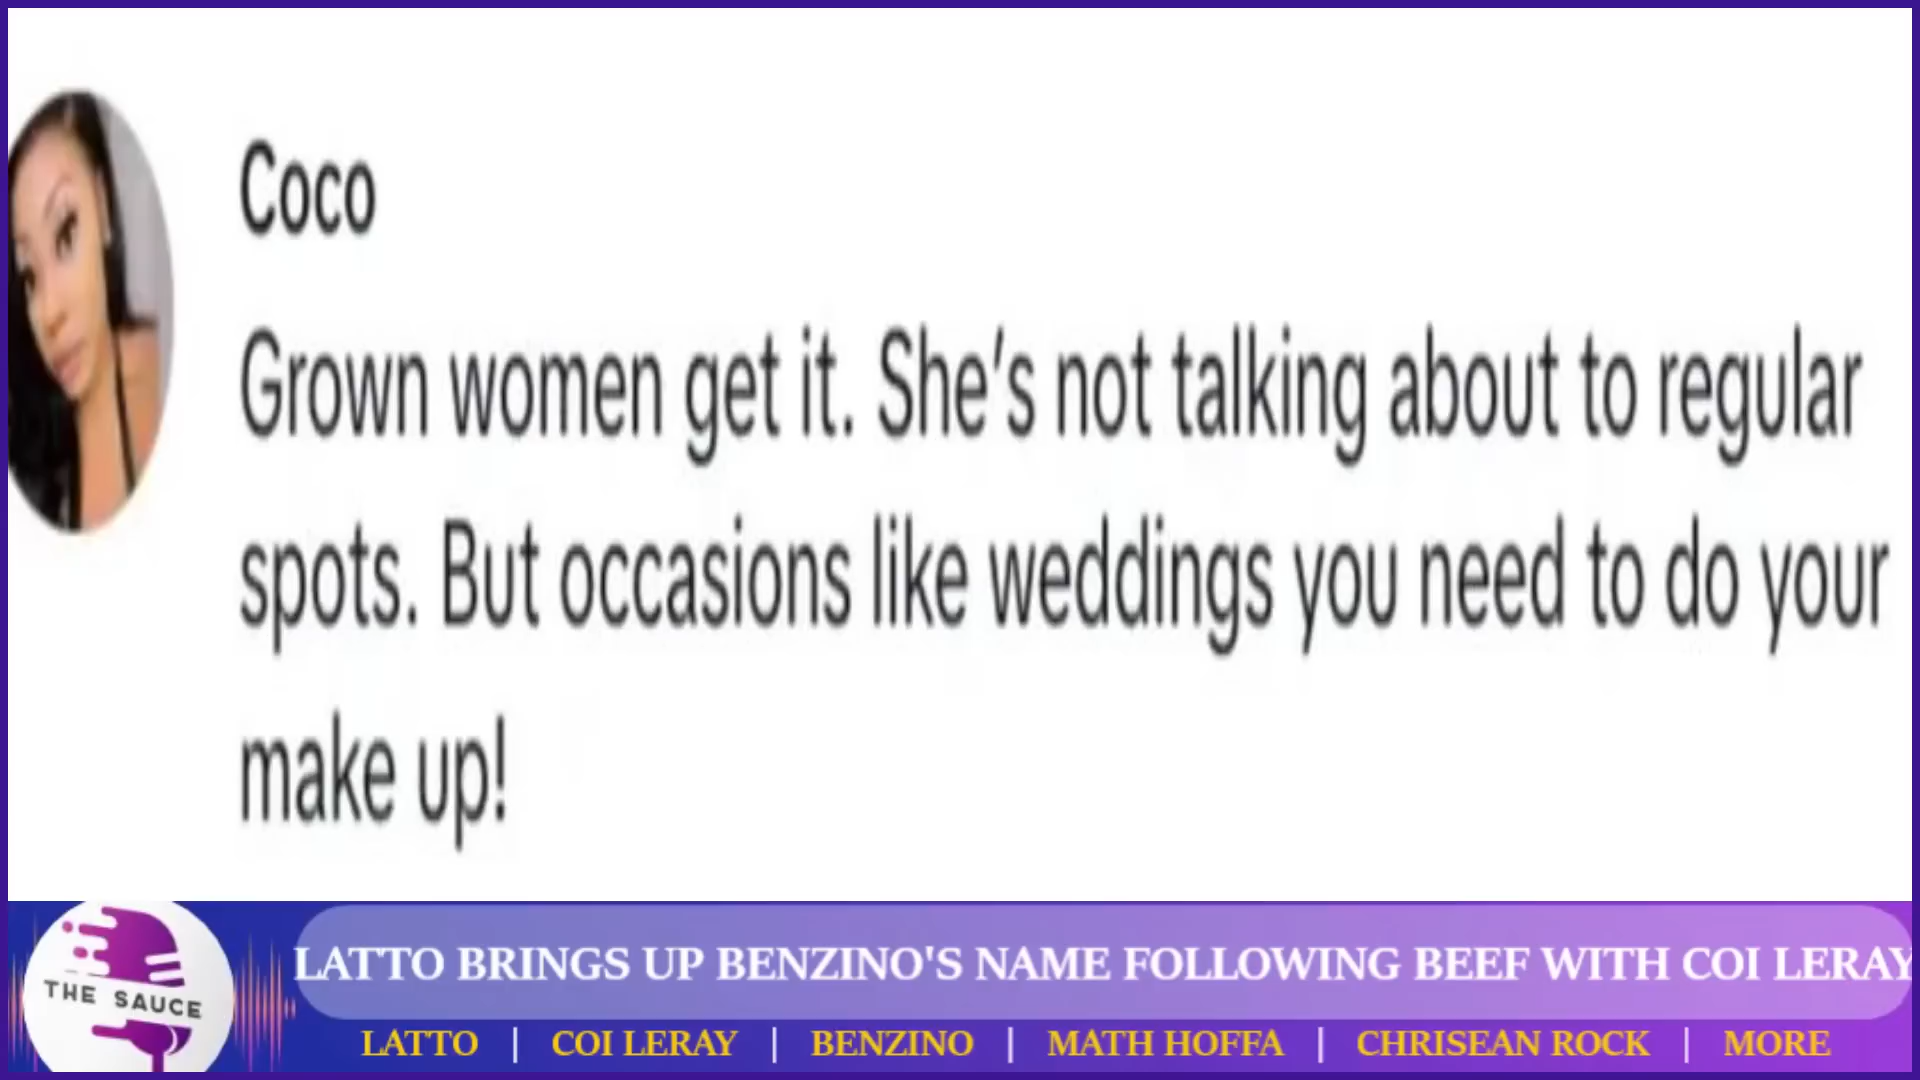 Coco
Grown women get it. She's not talking about to regular
spots. But occasions like weddings you need to do your
make up!
THE SAUCE
LATTO BRINGS UP BENZINO'S NAME FOLLOWING BEEF WITH COI LERAY
LATTO | COI LERAY | BENZINO | MATH HOFFA | CHRISEAN ROCK | MORE